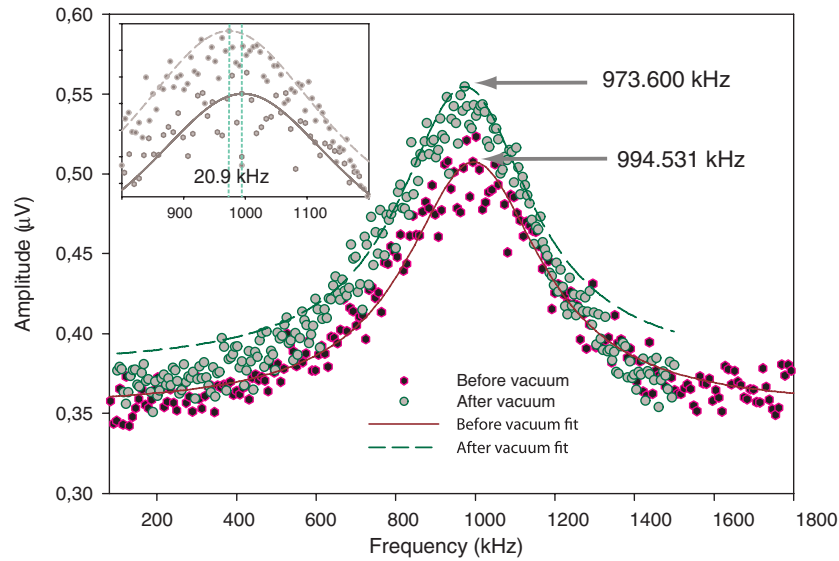 0,60
0,55
0,50
0,45
0,40
0,35
0,30
Amplitude (μV)
200 400 600 800 1000 1200 1400 1600 1800
Frequency (kHz)
973.600 kHz
994.531 kHz
20.9 kHz
900 1000 1100
Before vacuum
After vacuum
Before vacuum fit
After vacuum fit